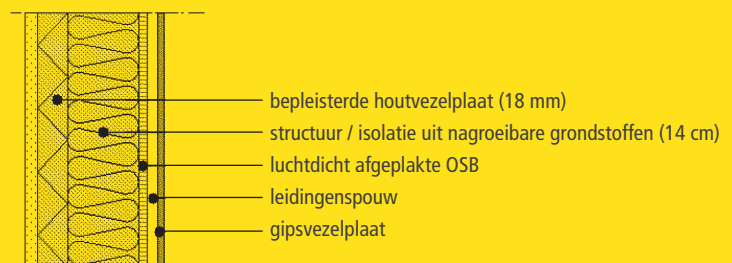 bepleisterde houtvezelplaat (18 mm)
structuur / isolatie uit nagroeibare grondstoffen (14 cm)
luchtdicht afgeplakte OSB
leidingenspouw
gipsvezelplaat